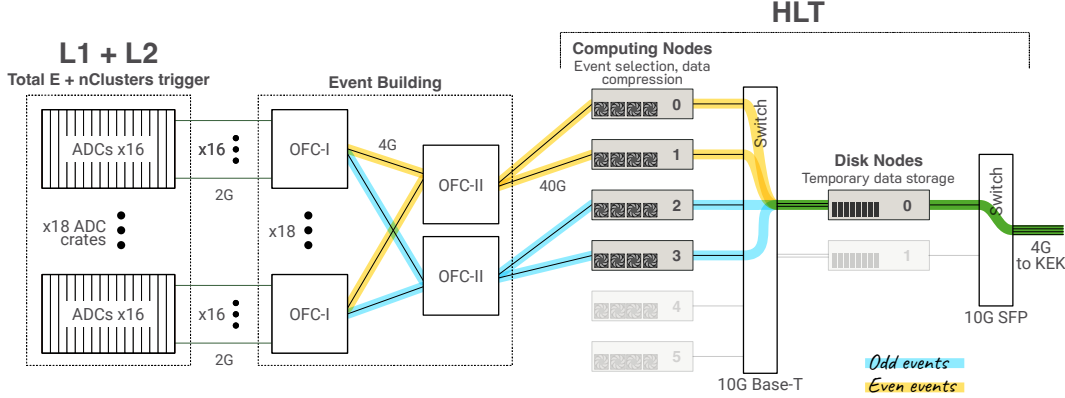 HLT
L1 + L2
Total E + nClusters trigger
Event Building
Computing Nodes
Event selection, data
compression
ADCs x16
x16
2G
OFC-I
4G
OFC-II
40G
0
1
2
3
4
5
Switch
Disk Nodes
Temporary data storage
0
1
Switch
4G
to KEK
x18 ADC
crates
x18
OFC-II
ADCs x16
x16
2G
OFC-I
10G Base-T
10G SFP
Odd events
Even events